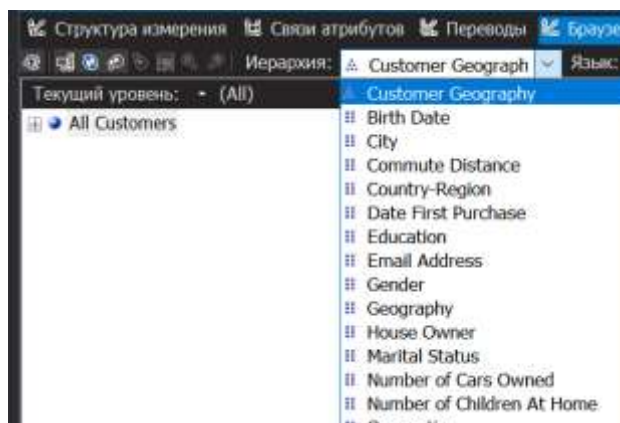 Структура измерения Связи атрибутов Переводы Браузе
Иерархия: Customer Geograph Язык:
Текущий уровень: (All)
All Customers
Customer Geography
Birth Date
City
Commute Distance
Country-Region
Date First Purchase
Education
Email Address
Gender
Geography
House Owner
Marital Status
Number of Cars Owned
Number of Children At Home